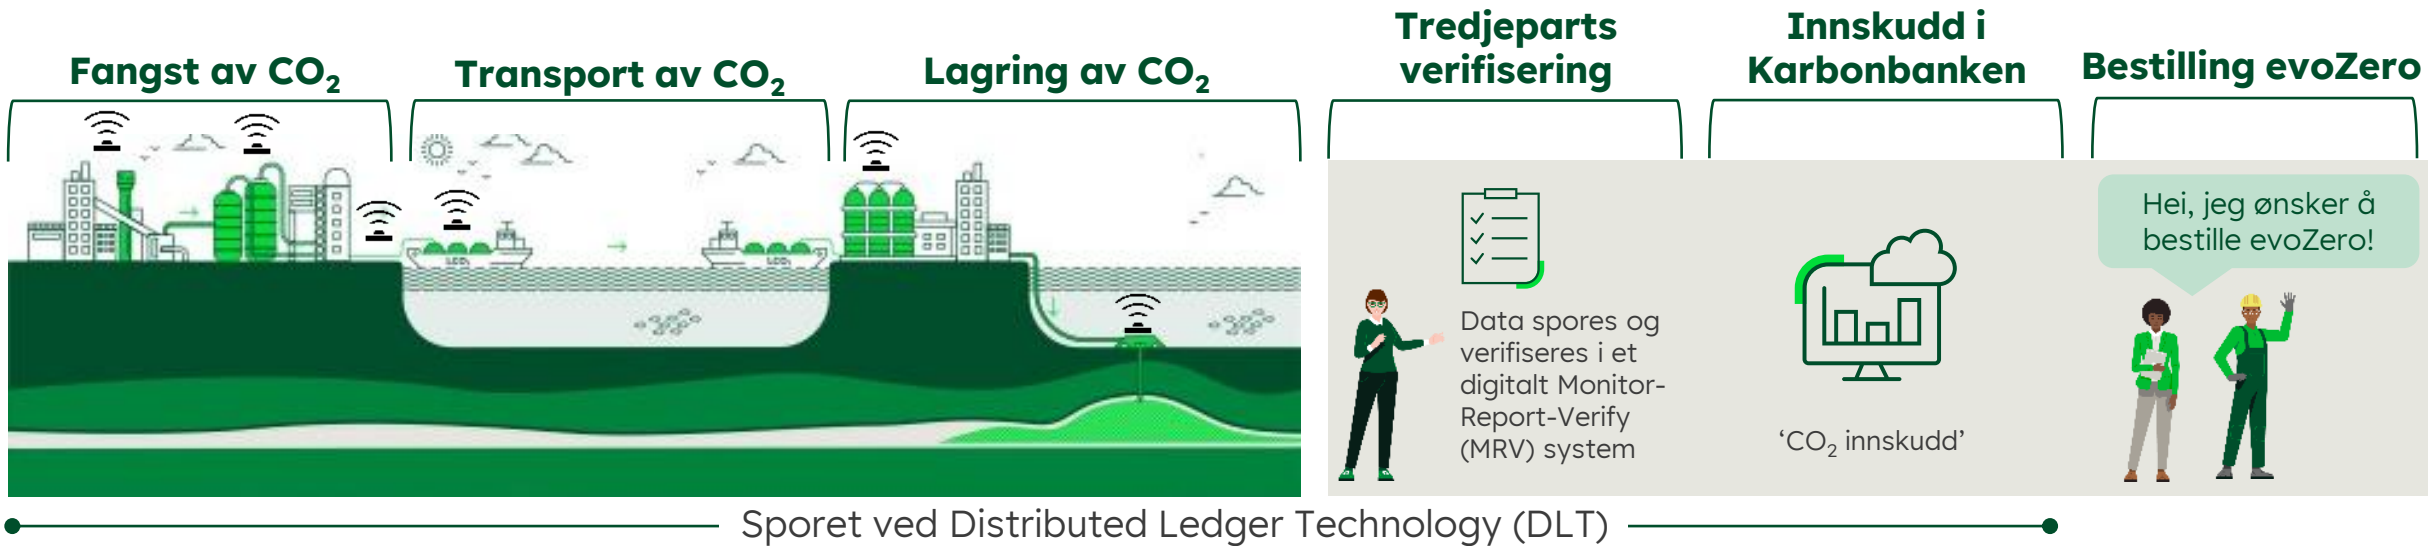 Fangst av CO₂
Transport av CO₂
Lagring av CO₂
Tredjeparts
verifisering
Innskudd i
Karbonbanken
Bestilling evoZero
LCO₂
LCO₂
Data spores og
verifiseres i et
digitalt Monitor-
Report-Verify
(MRV) system
‘CO₂ innskudd’
Hei, jeg ønsker å
bestille evoZero!
Sporet ved Distributed Ledger Technology (DLT)